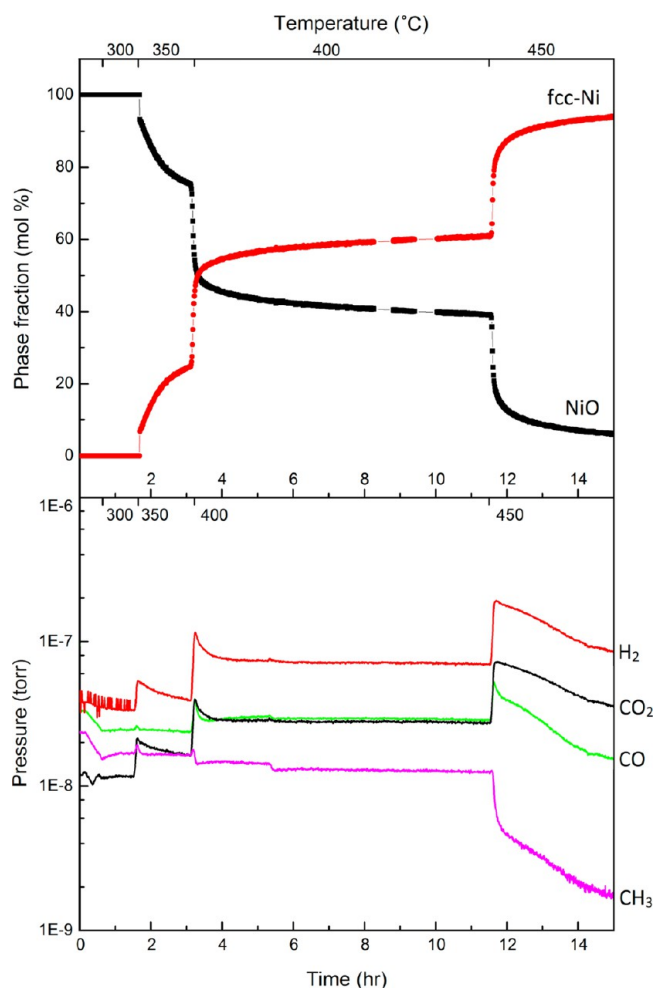 Temperature (°C)
300 350 400 450
100
80
60
40
20
0
Phase fraction (mol %)
fcc-Ni
NiO
2 4 6 8 10 12 14
300 350 400 450
1E-6
1E-7
1E-8
1E-9
Pressure (torr)
H₂
CO₂
CO
CH₃
0 2 4 6 8 10 12 14
Time (hr)